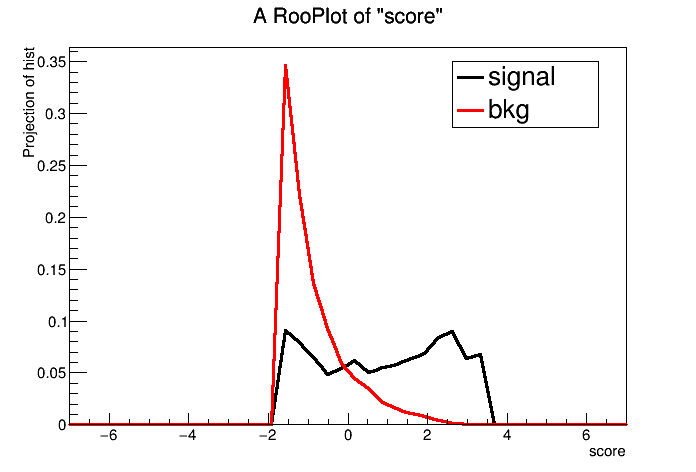 A RooPlot of "score"
Projection of hist
0.35
0.3
0.25
0.2
0.15
0.1
0.05
0
signal
bkg
−6 −4 −2 0 2 4 6
score